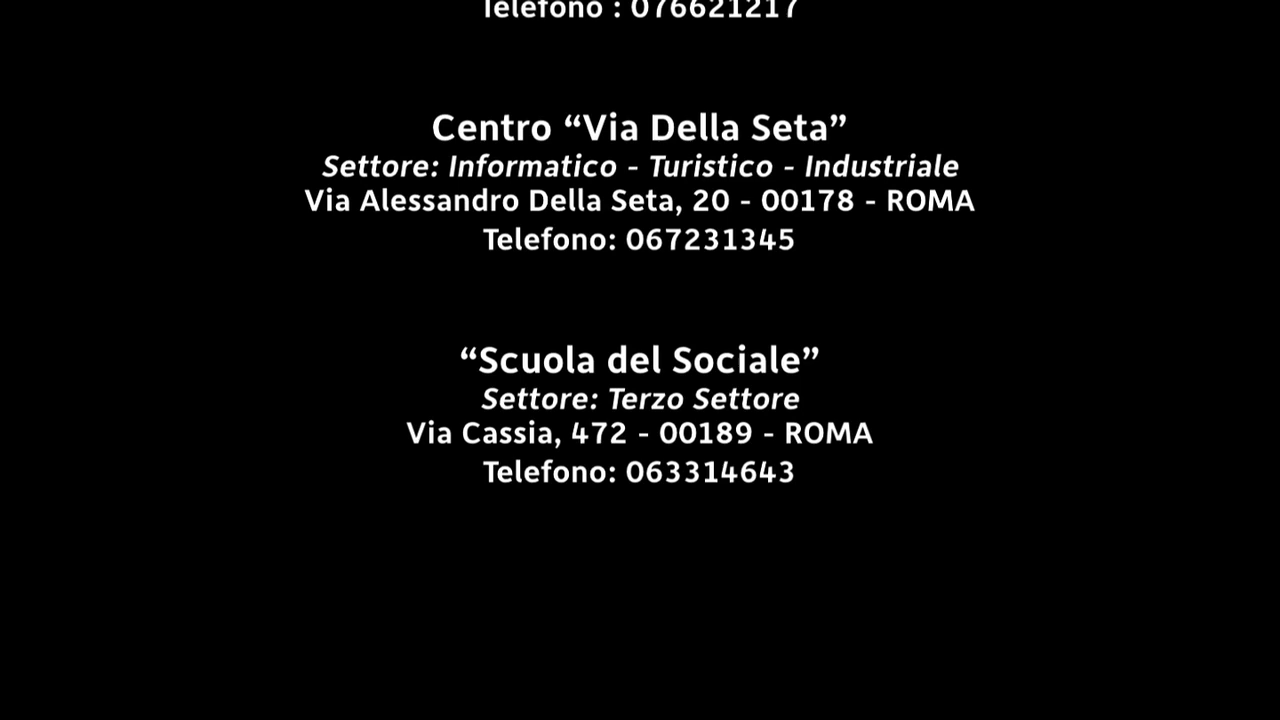 Telefono : 076621217
Centro “Via Della Seta”
Settore: Informatico - Turistico - Industriale
Via Alessandro Della Seta, 20 - 00178 - ROMA
Telefono: 067231345
“Scuola del Sociale”
Settore: Terzo Settore
Via Cassia, 472 - 00189 - ROMA
Telefono: 063314643